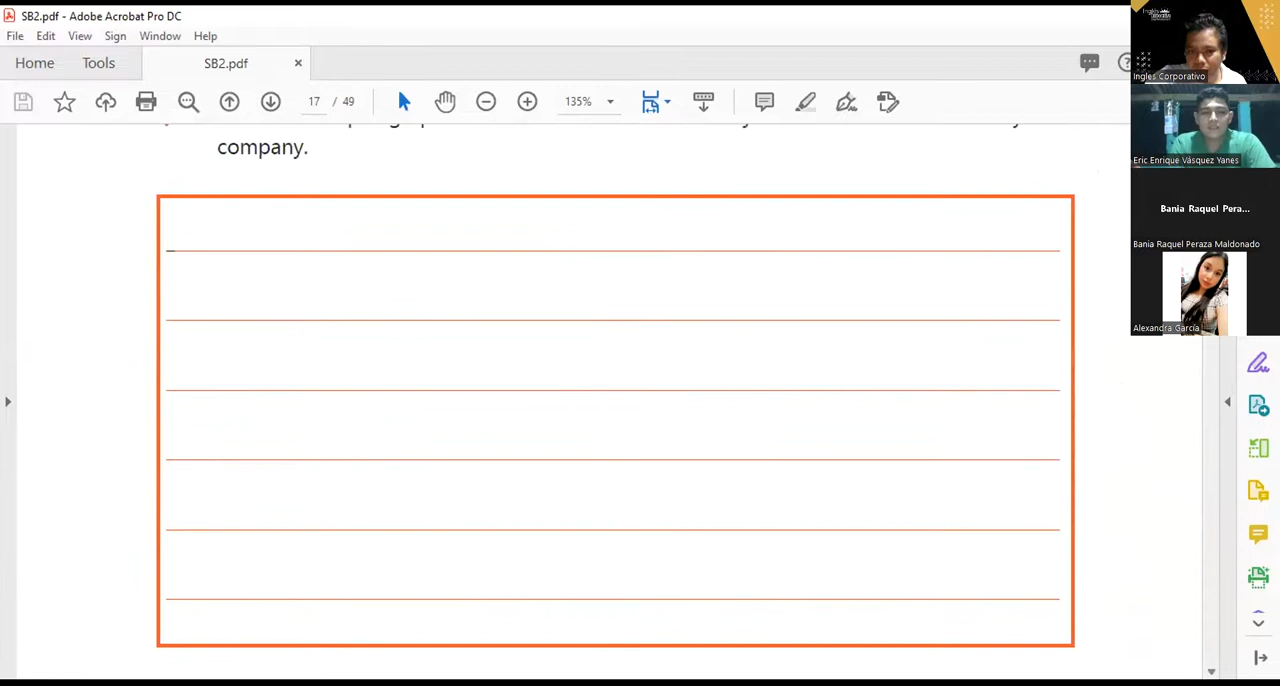 SB2.pdf - Adobe Acrobat Pro DC
File Edit View Sign Window Help
Home Tools SB2.pdf ×
17 / 49 135%
company.
Inglés Corporativo
Eric Enrique Vásquez Yanes
Bania Raquel Pera...
Bania Raquel Peraza Maldonado
Alexandra García